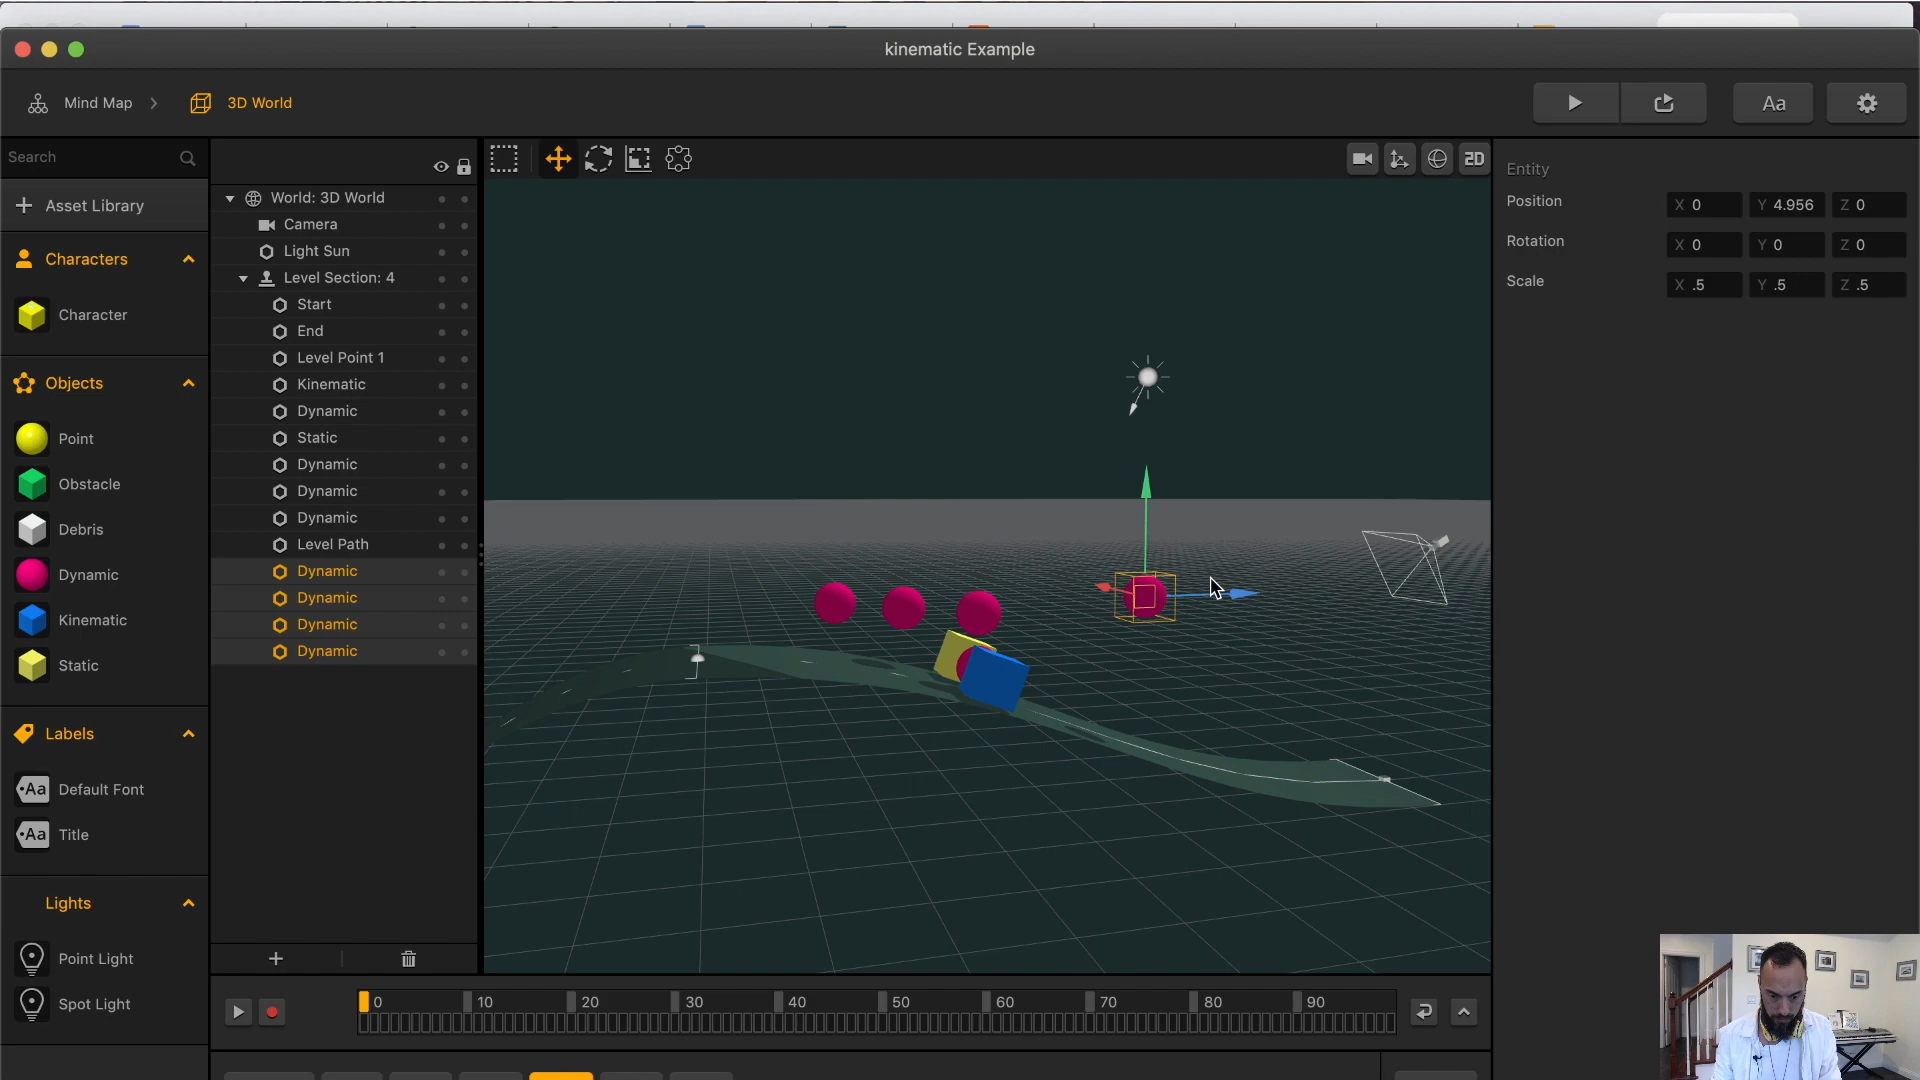 kinematic Example
Mind Map
3D World
Aa
Search
Asset Library
Characters
Character
Objects
Point
Obstacle
Debris
Dynamic
Kinematic
Static
Labels
Aa Default Font
Aa Title
Lights
Point Light
Spot Light
World: 3D World
Camera
Light Sun
Level Section: 4
Start
End
Level Point 1
Kinematic
Dynamic
Static
Dynamic
Dynamic
Dynamic
Level Path
Dynamic
Dynamic
Dynamic
Dynamic
2D
Entity
Position X 0 Y 4.956 Z 0
Rotation X 0 Y 0 Z 0
Scale X .5 Y .5 Z .5
0 10 20 30 40 50 60 70 80 90